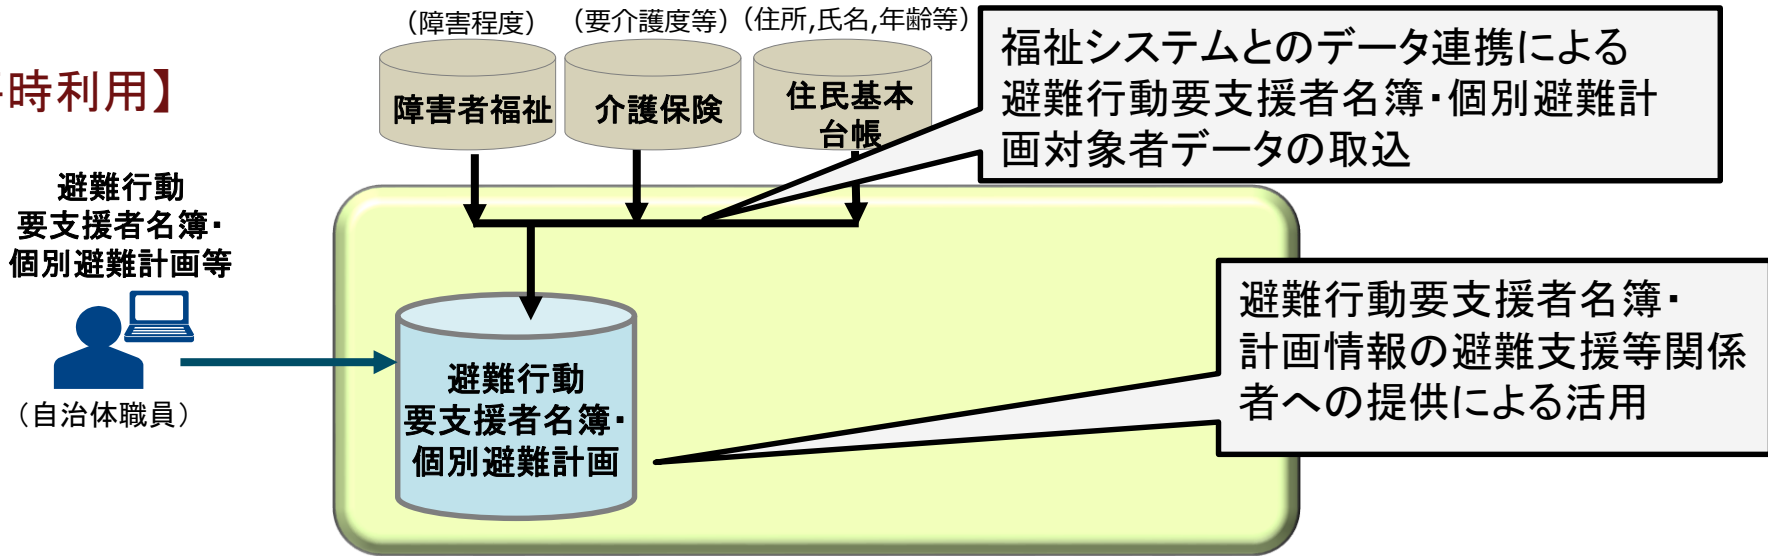 時利用】
（障害程度）
（要介護度等）
（住所,氏名,年齢等）
障害者福祉
介護保険
住民基本
台帳
福祉システムとのデータ連携による
避難行動要支援者名簿・個別避難計
画対象者データの取込
避難行動
要支援者名簿・
個別避難計画等
（自治体職員）
避難行動
要支援者名簿・
個別避難計画
避難行動要支援者名簿・
計画情報の避難支援等関係
者への提供による活用